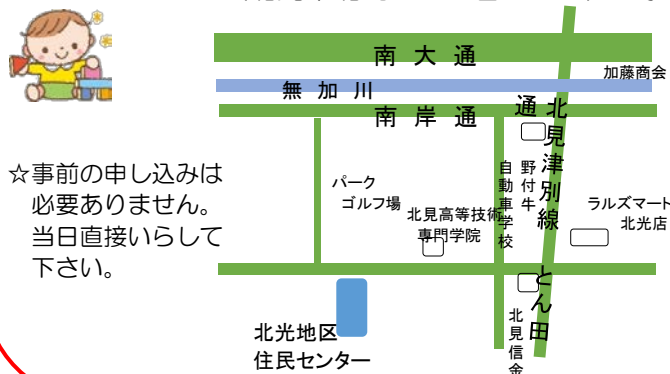 南大通
加藤商会
無加川
南岸通
北見津別線
とん田通
☆事前の申し込みは
必要ありません。
当日直接いらして
下さい。
パーク
ゴルフ場
北見高等技術
専門学院
野付牛
自動車学校
ラルズマート
北光店
北見信金
北光地区
住民センター